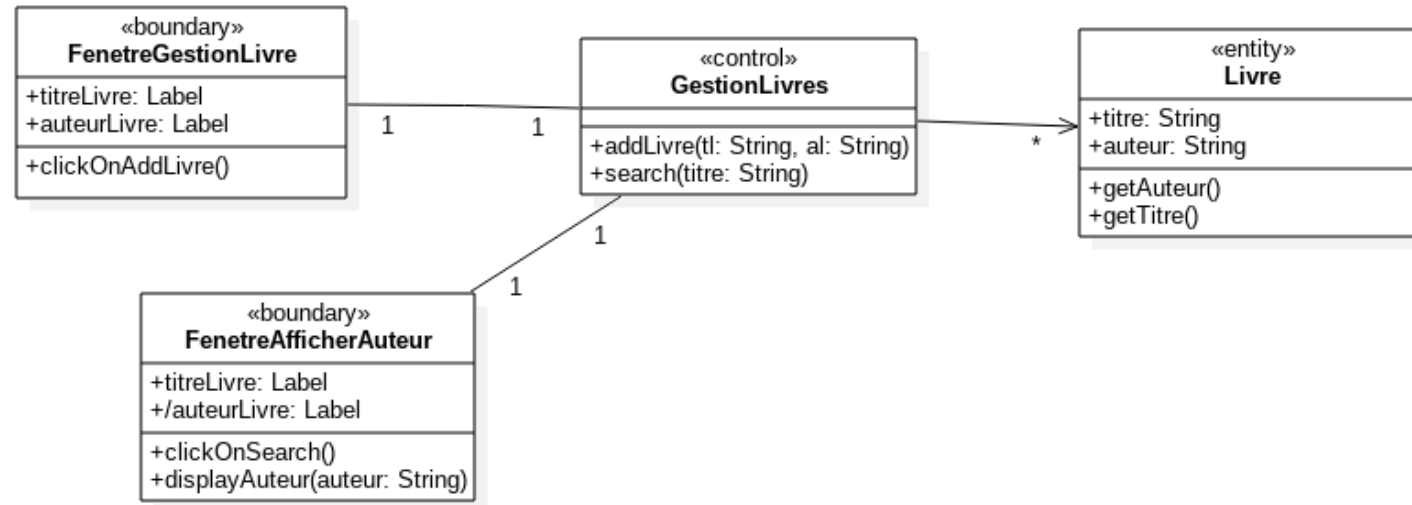 «boundary»
FenetreGestionLivre
+titreLivre: Label
+auteurLivre: Label
+clickOnAddLivre()
1
1
«control»
GestionLivres
+addLivre(tl: String, al: String)
+search(titre: String)
*
«entity»
Livre
+titre: String
+auteur: String
+getAuteur()
+getTitre()
1
1
«boundary»
FenetreAfficherAuteur
+titreLivre: Label
+/auteurLivre: Label
+clickOnSearch()
+displayAuteur(auteur: String)